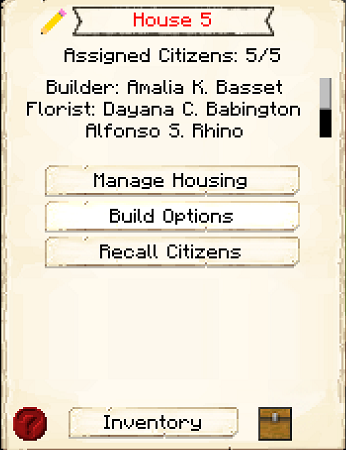 House 5
Assigned Citizens: 5/5
Builder: Amalia K. Basset
Florist: Dayana C. Babington
Alfonso S. Rhino
Manage Housing
Build Options
Recall Citizens
?
Inventory